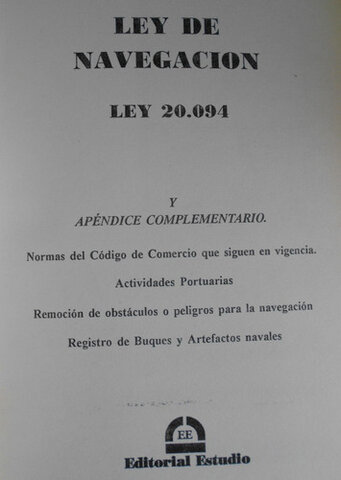 LEY DE
NAVEGACION
LEY 20.094
Y
APÉNDICE COMPLEMENTARIO.
Normas del Código de Comercio que siguen en vigencia.
Actividades Portuarias
Remoción de obstáculos o peligros para la navegación
Registro de Buques y Artefactos navales
EE
Editorial Estudio